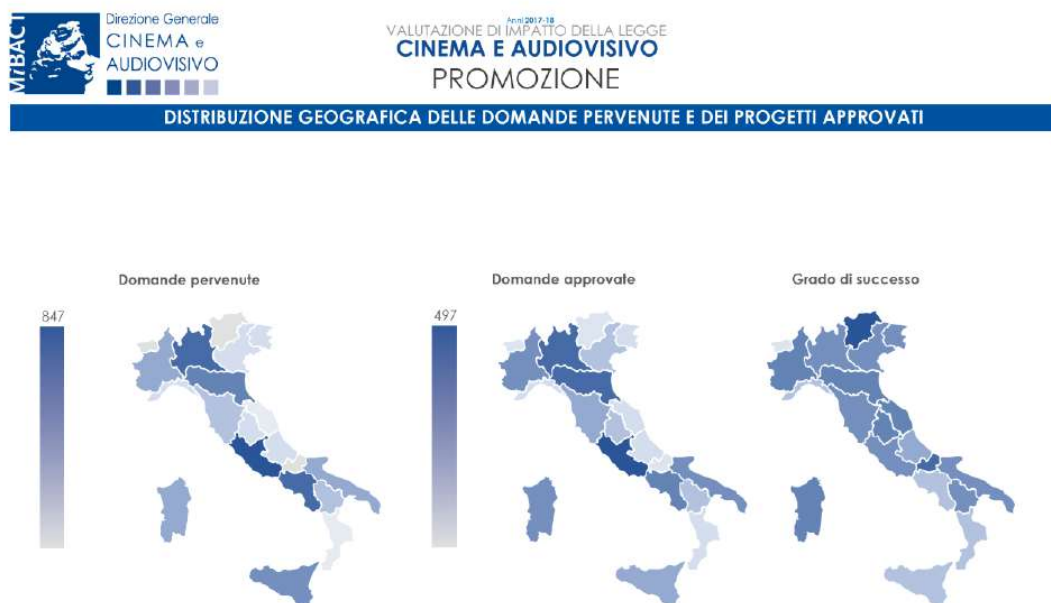 MiBACT
Direzione Generale
CINEMA e
AUDIOVISIVO
Anni 2017-18
VALUTAZIONE DI IMPATTO DELLA LEGGE
CINEMA E AUDIOVISIVO
PROMOZIONE
DISTRIBUZIONE GEOGRAFICA DELLE DOMANDE PERVENUTE E DEI PROGETTI APPROVATI
Domande pervenute
Domande approvate
Grado di successo
847
497